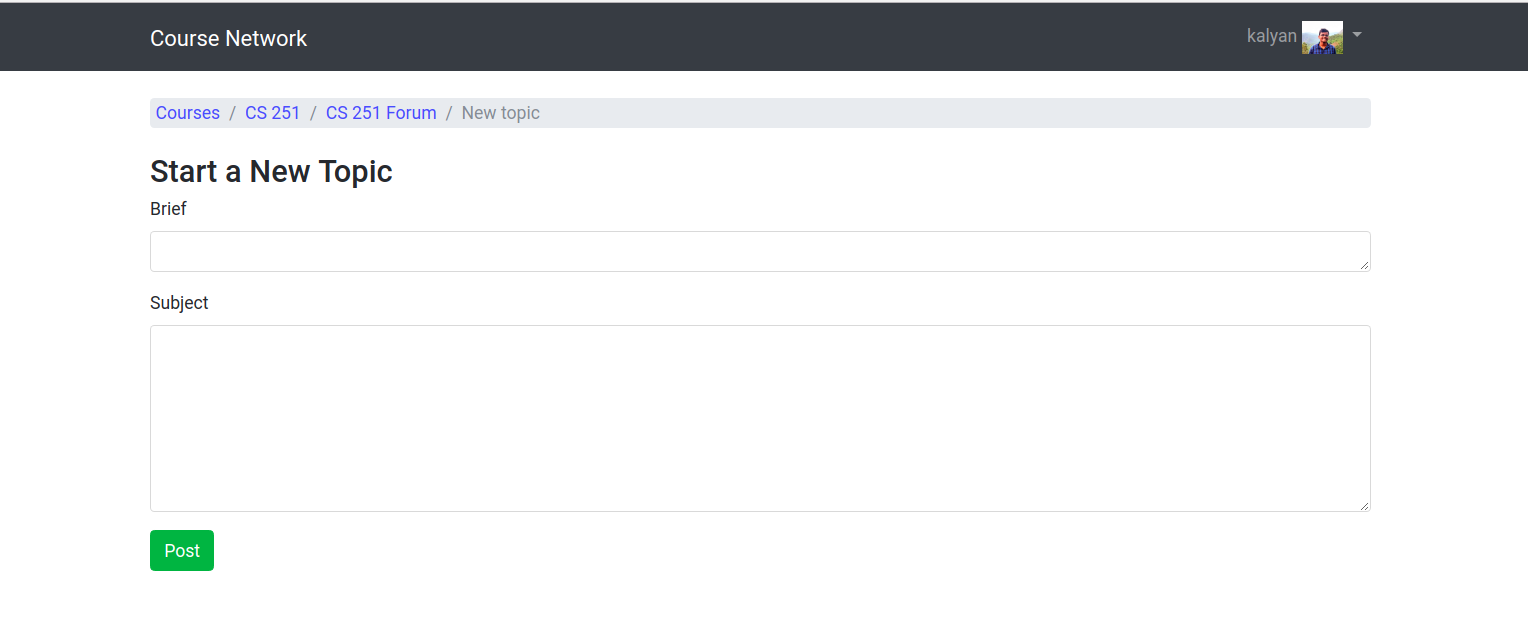 Course Network
kalyan
Courses / CS 251 / CS 251 Forum / New topic
Start a New Topic
Brief
Subject
Post